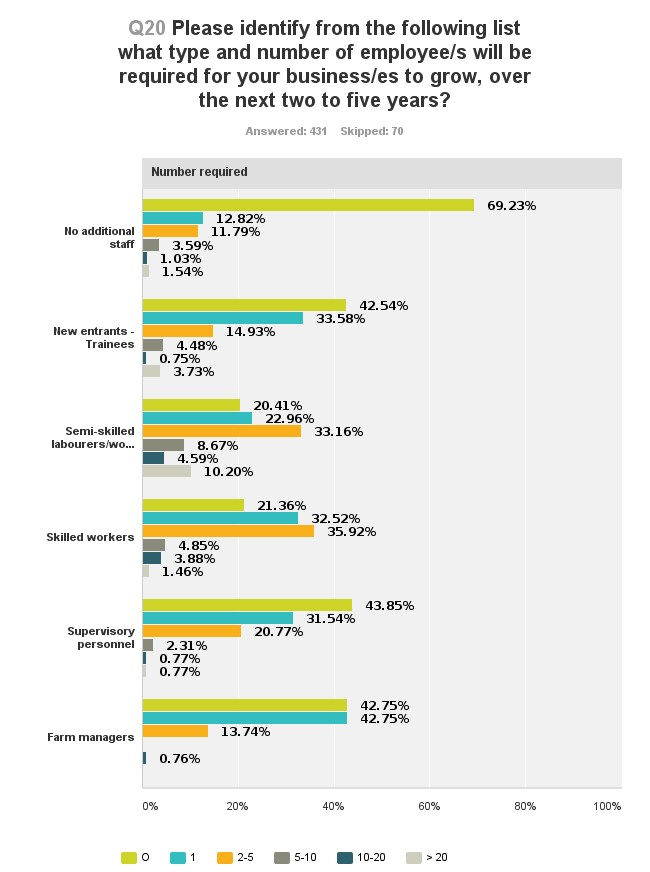 Q20 Please identify from the following list
what type and number of employee/s will be
required for your business/es to grow, over
the next two to five years?
Answered: 431 Skipped: 70
Number required
No additional
staff
69.23%
12.82%
11.79%
3.59%
1.03%
1.54%
New entrants -
Trainees
42.54%
33.58%
14.93%
4.48%
0.75%
3.73%
Semi-skilled
labourers/wo...
20.41%
22.96%
33.16%
8.67%
4.59%
10.20%
Skilled workers
21.36%
32.52%
35.92%
4.85%
3.88%
1.46%
Supervisory
personnel
43.85%
31.54%
20.77%
2.31%
0.77%
0.77%
Farm managers
42.75%
42.75%
13.74%
0.76%
0% 20% 40% 60% 80% 100%
O 1 2-5 5-10 10-20 > 20